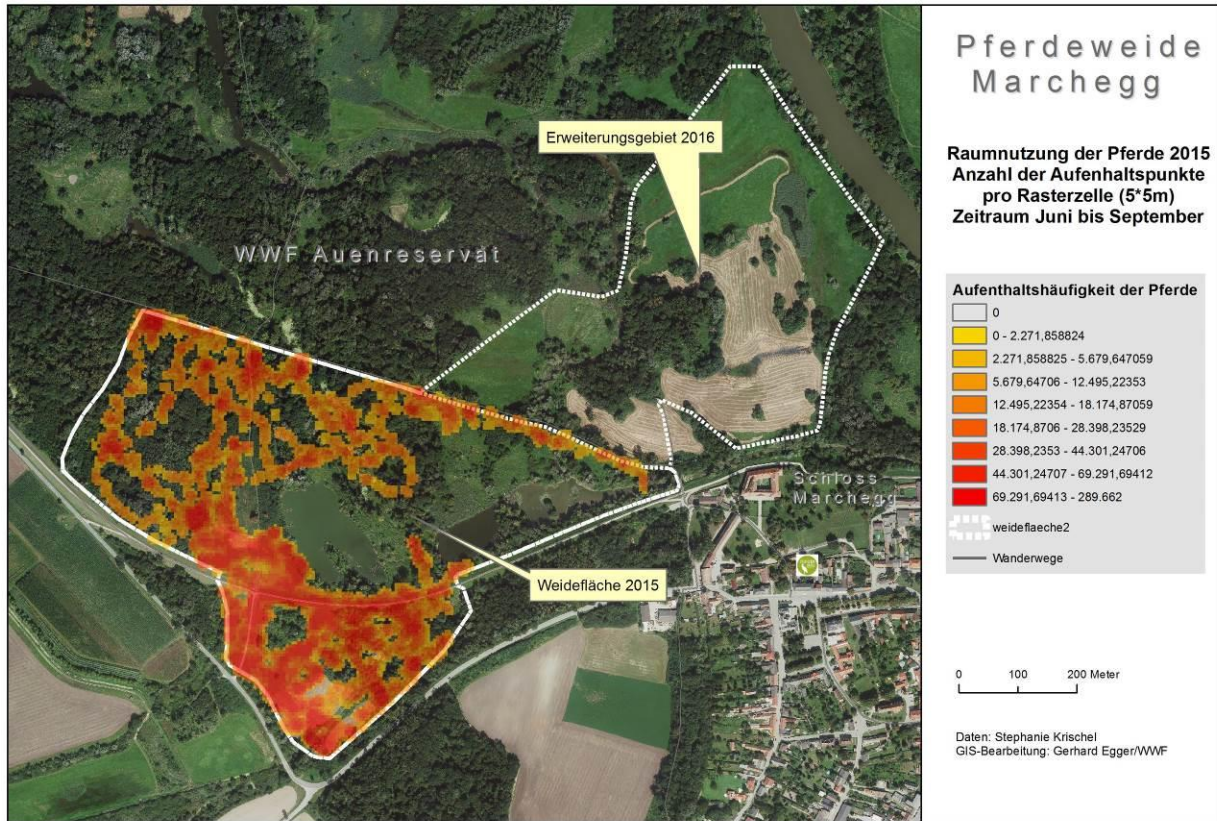 Pferdeweide
Marchegg
Raumnutzung der Pferde 2015
Anzahl der Aufenhaltspunkte
pro Rasterzelle (5*5m)
Zeitraum Juni bis September
Aufenthaltshäufigkeit der Pferde
0
0 - 2.271,858824
2.271,858825 - 5.679,647059
5.679,64706 - 12.495,22353
12.495,22354 - 18.174,87059
18.174,8706 - 28.398,23529
28.398,2353 - 44.301,24706
44.301,24707 - 69.291,69412
69.291,69413 - 289.662
weideflaeche2
Wanderwege
0 100 200 Meter
Daten: Stephanie Krischel
GIS-Bearbeitung: Gerhard Egger/WWF
Erweiterungsgebiet 2016
WWF Auenreservat
Schloss
Marchegg
Weidefläche 2015